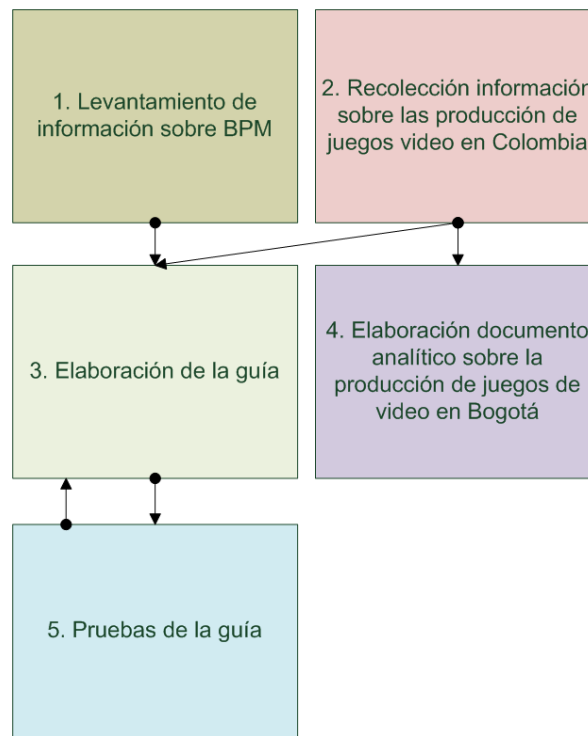 1. Levantamiento de
información sobre BPM
2. Recolección información
sobre las producción de
juegos video en Colombia
3. Elaboración de la guía
4. Elaboración documento
analítico sobre la
producción de juegos de
video en Bogotá
5. Pruebas de la guía